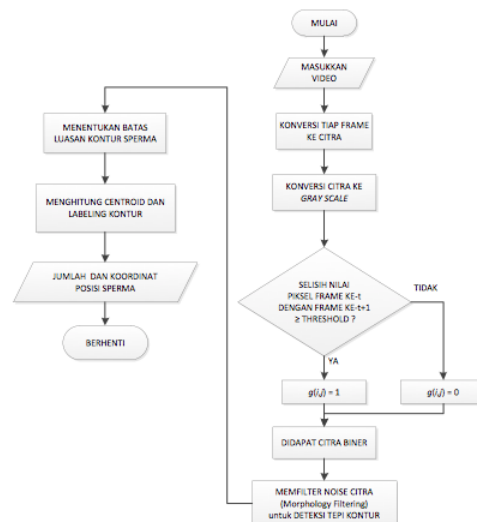 MULAI
MASUKKAN
VIDEO
KONVERSI TIAP FRAME
KE CITRA
KONVERSI CITRA KE
GRAY SCALE
SELISIH NILAI
PIKSEL FRAME KE-t
DENGAN FRAME KE-t+1
≥ THRESHOLD ?
TIDAK
YA
g(i,j) = 1
g(i,j) = 0
DIDAPAT CITRA BINER
MEMFILTER NOISE CITRA
(Morphology Filtering)
untuk DETEKSI TEPI KONTUR
MENENTUKAN BATAS
LUASAN KONTUR SPERMA
MENGHITUNG CENTROID DAN
LABELING KONTUR
JUMLAH DAN KOORDINAT
POSISI SPERMA
BERHENTI